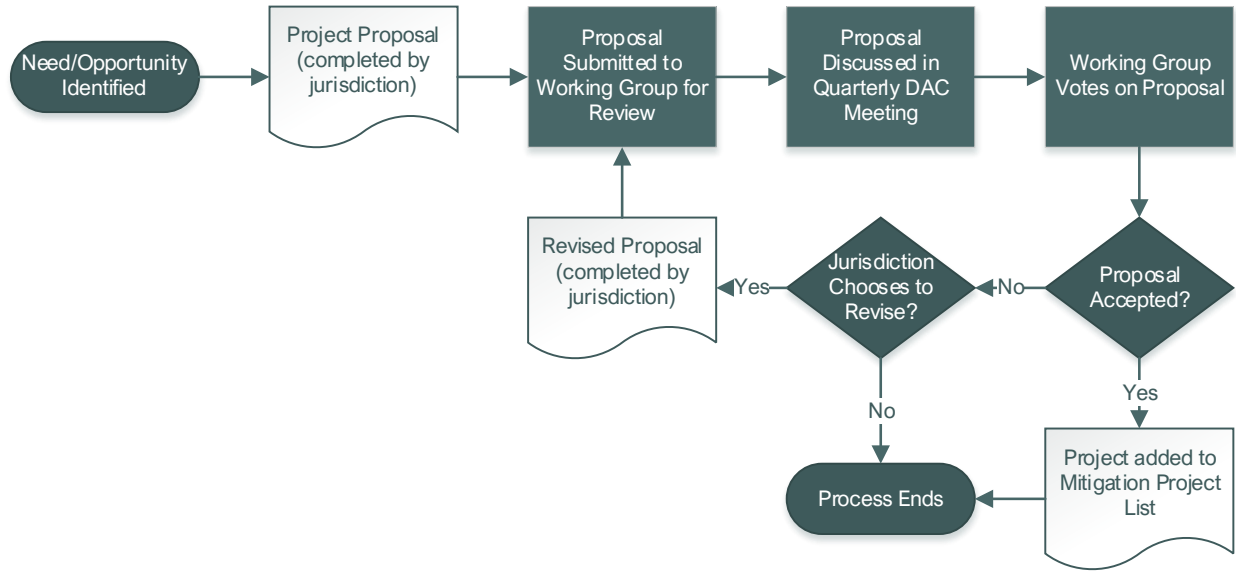 Need/Opportunity
Identified
Project Proposal
(completed by
jurisdiction)
Proposal
Submitted to
Working Group for
Review
Proposal
Discussed in
Quarterly DAC
Meeting
Working Group
Votes on Proposal
Revised Proposal
(completed by
jurisdiction)
Yes
Jurisdiction
Chooses to
Revise?
No
Proposal
Accepted?
No
Yes
Process Ends
Project added to
Mitigation Project
List